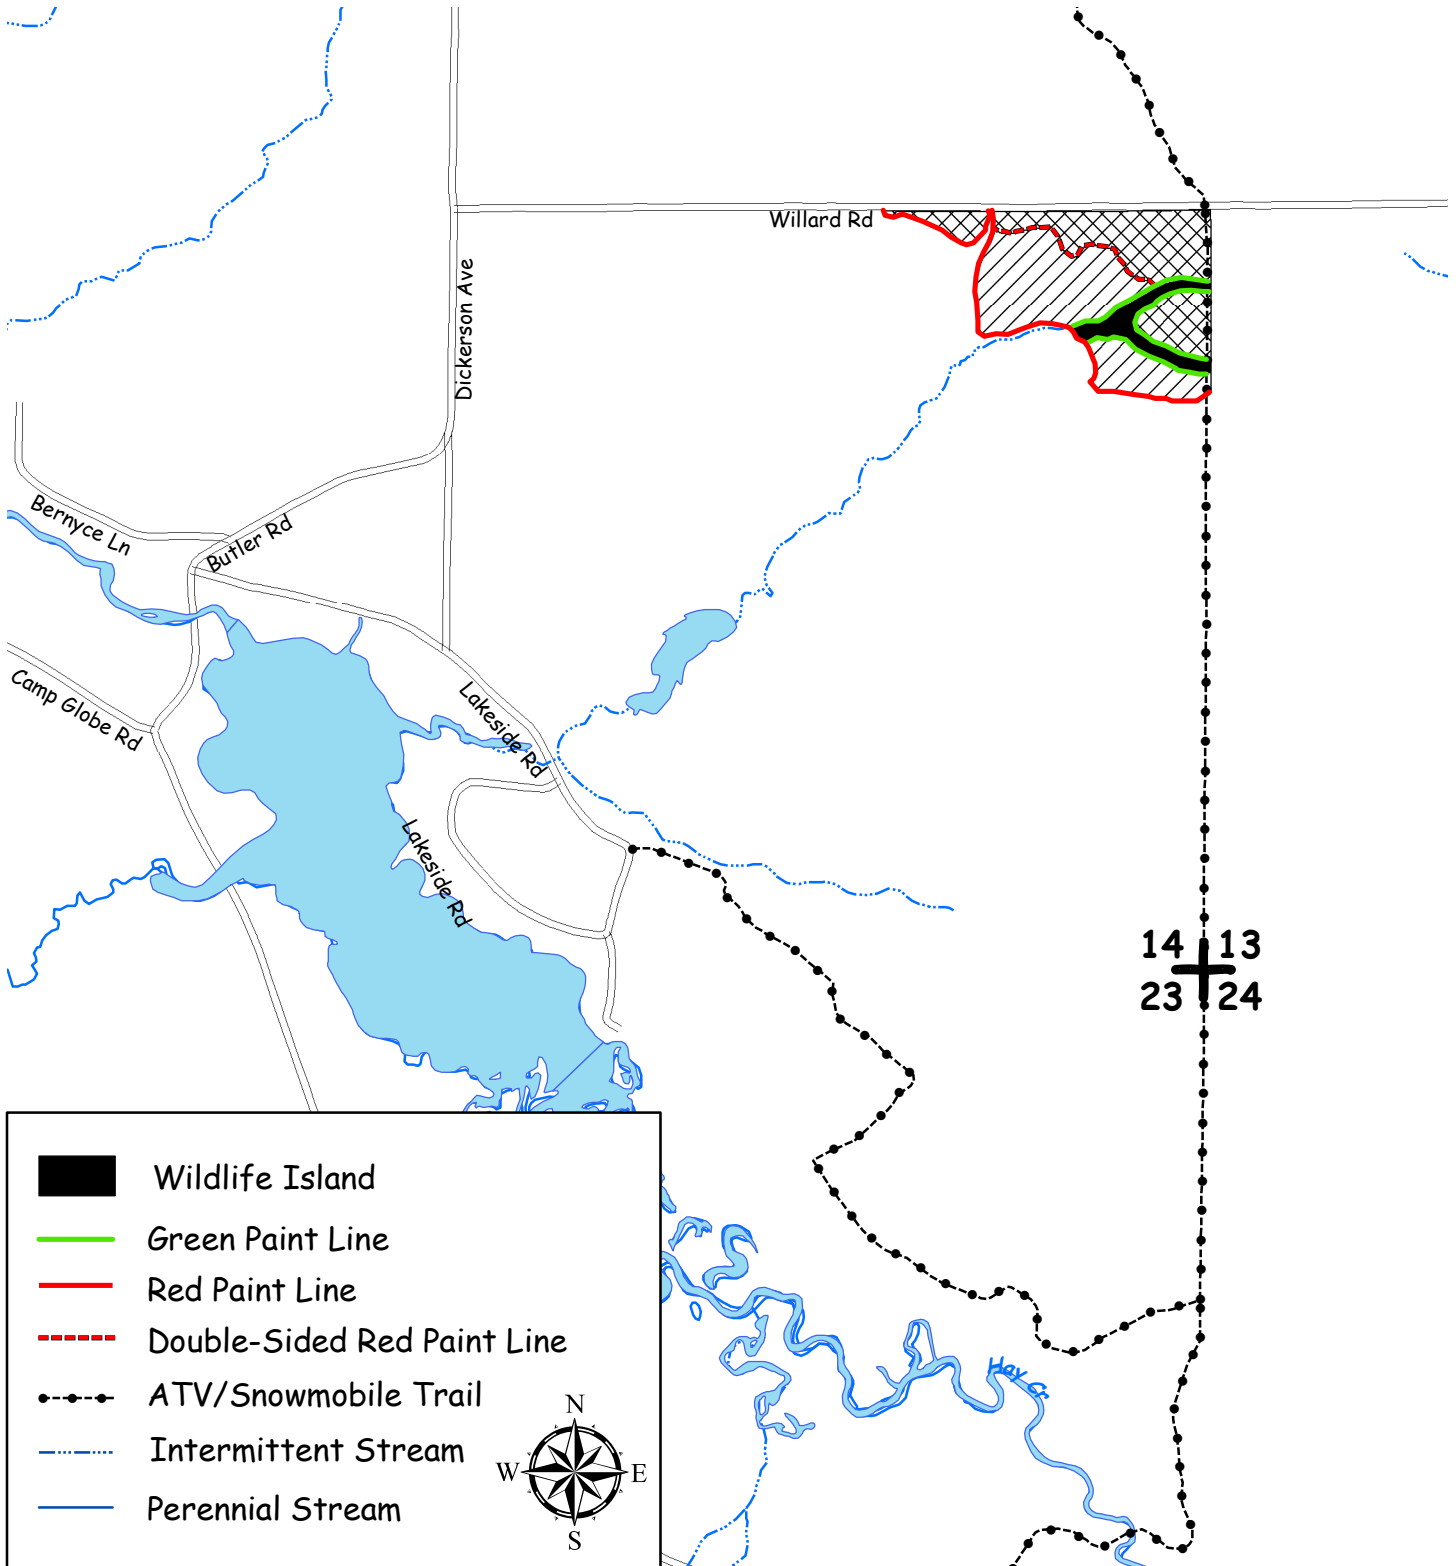 Willard Rd
Dickerson Ave
Bernyce Ln
Butler Rd
Camp Globe Rd
Lakeside Rd
Lakeside Rd
14 13
23 24
Hay Cr
Wildlife Island
Green Paint Line
Red Paint Line
Double-Sided Red Paint Line
ATV/Snowmobile Trail
Intermittent Stream
Perennial Stream
N
W E
S